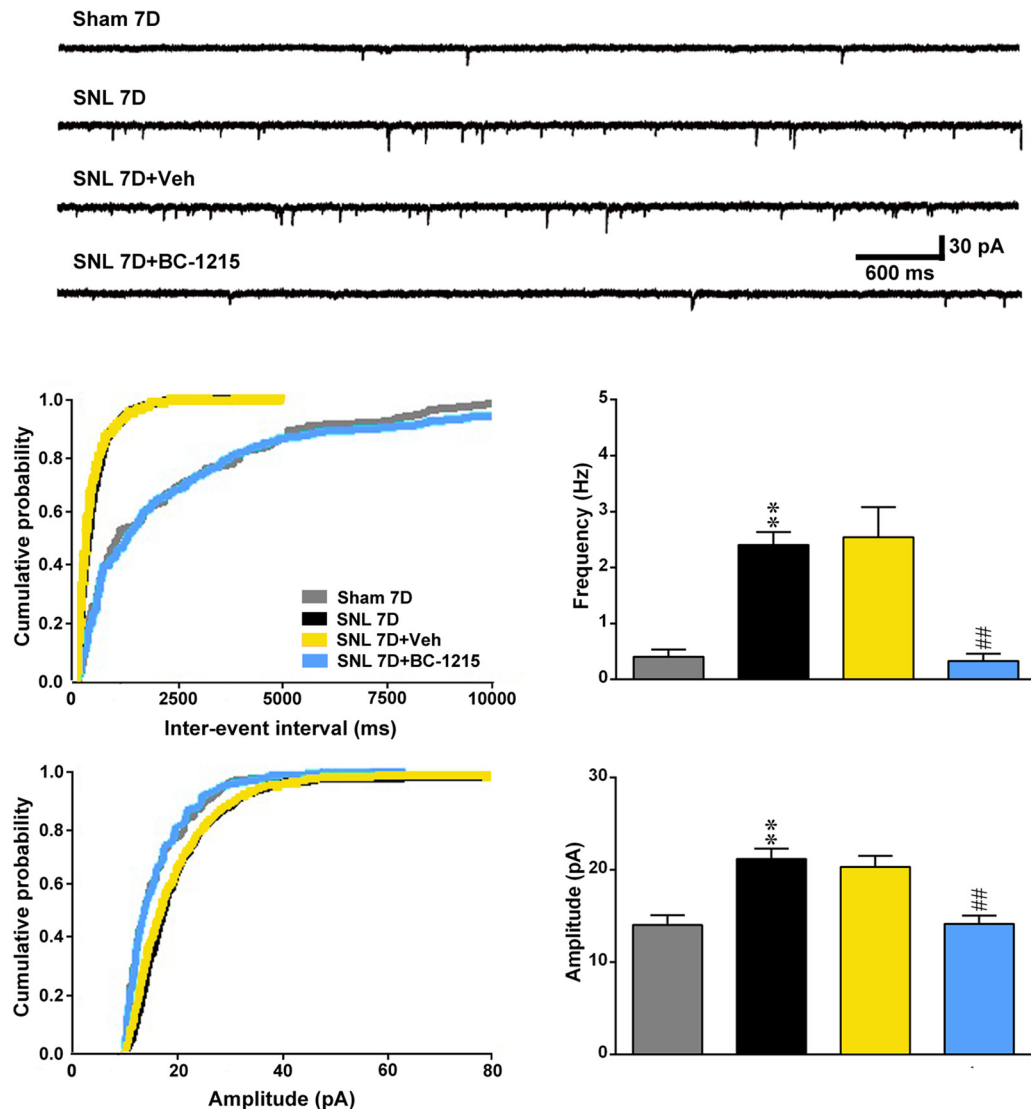 Sham 7D
SNL 7D
SNL 7D+Veh
SNL 7D+BC-1215
30 pA
600 ms
Cumulative probability
1.0
0.8
0.6
0.4
0.2
0.0
0
2500
5000
7500
10000
Inter-event interval (ms)
Sham 7D
SNL 7D
SNL 7D+Veh
SNL 7D+BC-1215
Frequency (Hz)
5
4
3
2
1
0
**
##
Cumulative probability
1.0
0.8
0.6
0.4
0.2
0.0
0
20
40
60
80
Amplitude (pA)
Amplitude (pA)
30
20
10
0
**
##